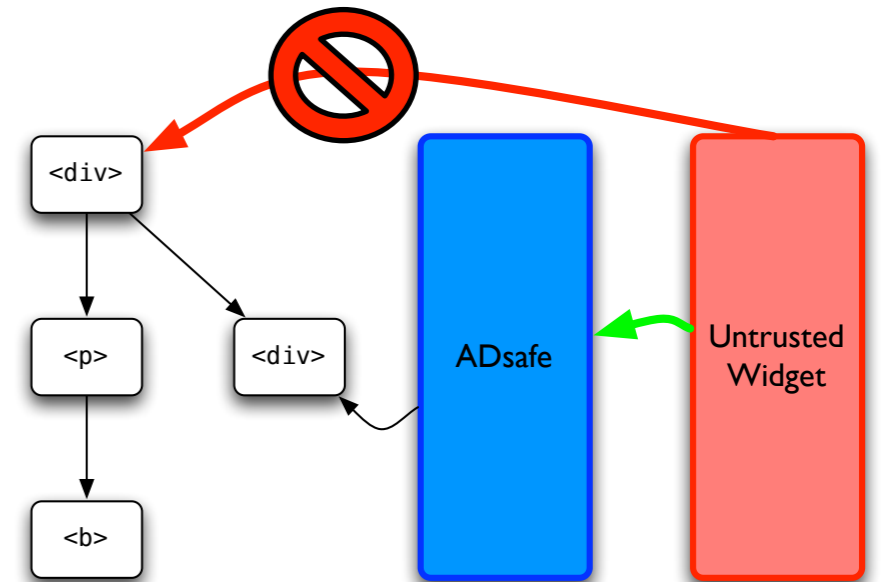 <div>
<p>
<div>
ADsafe
Untrusted
Widget
<b>